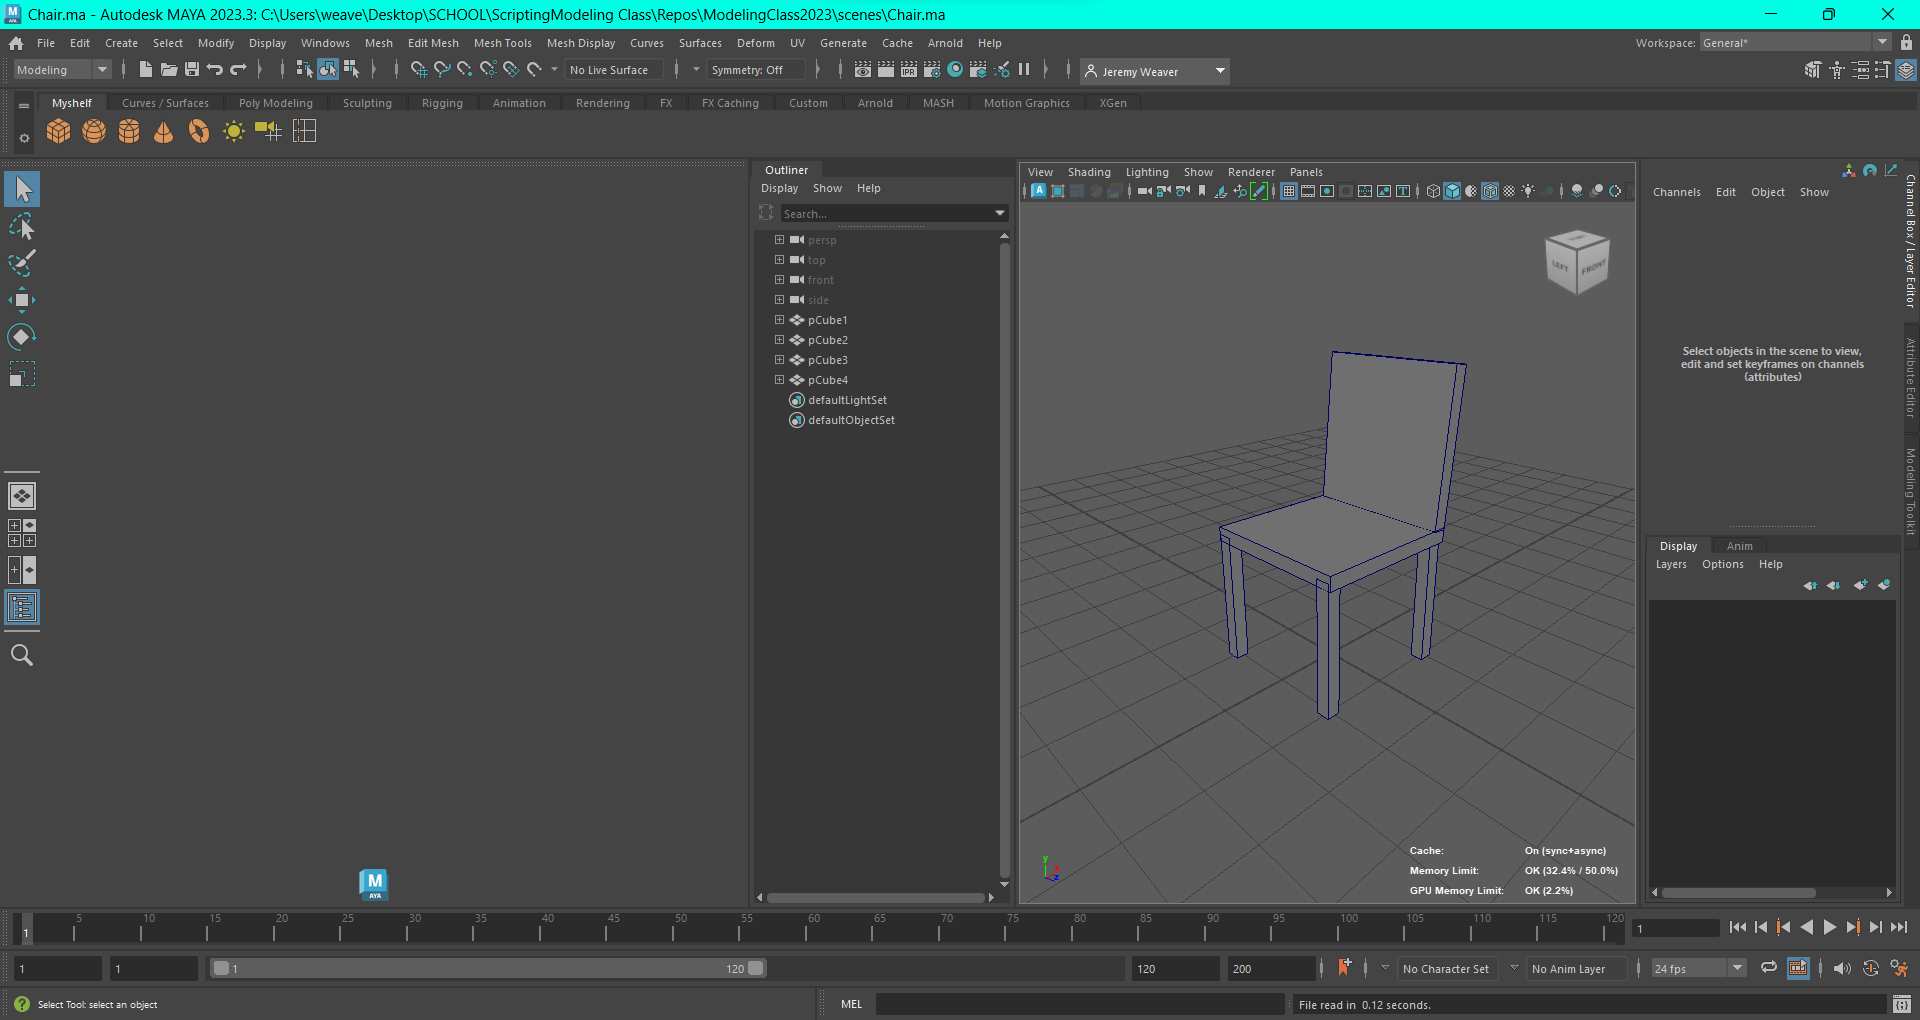 Chair.ma - Autodesk MAYA 2023.3: C:\Users\weave\Desktop\SCHOOL\ScriptingModeling Class\Repos\ModelingClass2023\scenes\Chair.ma
File Edit Create Select Modify Display Windows Mesh Edit Mesh Mesh Tools Mesh Display Curves Surfaces Deform UV Generate Cache Arnold Help
Workspace: General*
Modeling
No Live Surface
Symmetry: Off
IPR
Jeremy Weaver
Myshelf Curves / Surfaces Poly Modeling Sculpting Rigging Animation Rendering FX FX Caching Custom Arnold MASH Motion Graphics XGen
Outliner
Display Show Help
Search...
persp
top
front
side
pCube1
pCube2
pCube3
pCube4
defaultLightSet
defaultObjectSet
View Shading Lighting Show Renderer Panels
LEFT FRONT
Cache: On (sync+async)
Memory Limit: OK (32.4% / 50.0%)
GPU Memory Limit: OK (2.2%)
y
x
z
Channels Edit Object Show
Select objects in the scene to view,
edit and set keyframes on channels
(attributes)
Channel Box / Layer Editor
Attribute Editor
Modeling Toolkit
Display Anim
Layers Options Help
M
AYA
5 10 15 20 25 30 35 40 45 50 55 60 65 70 75 80 85 90 95 100 105 110 115 120
1
1
1
1
1
120
120
200
No Character Set
No Anim Layer
24 fps
Select Tool: select an object
MEL
File read in 0.12 seconds.